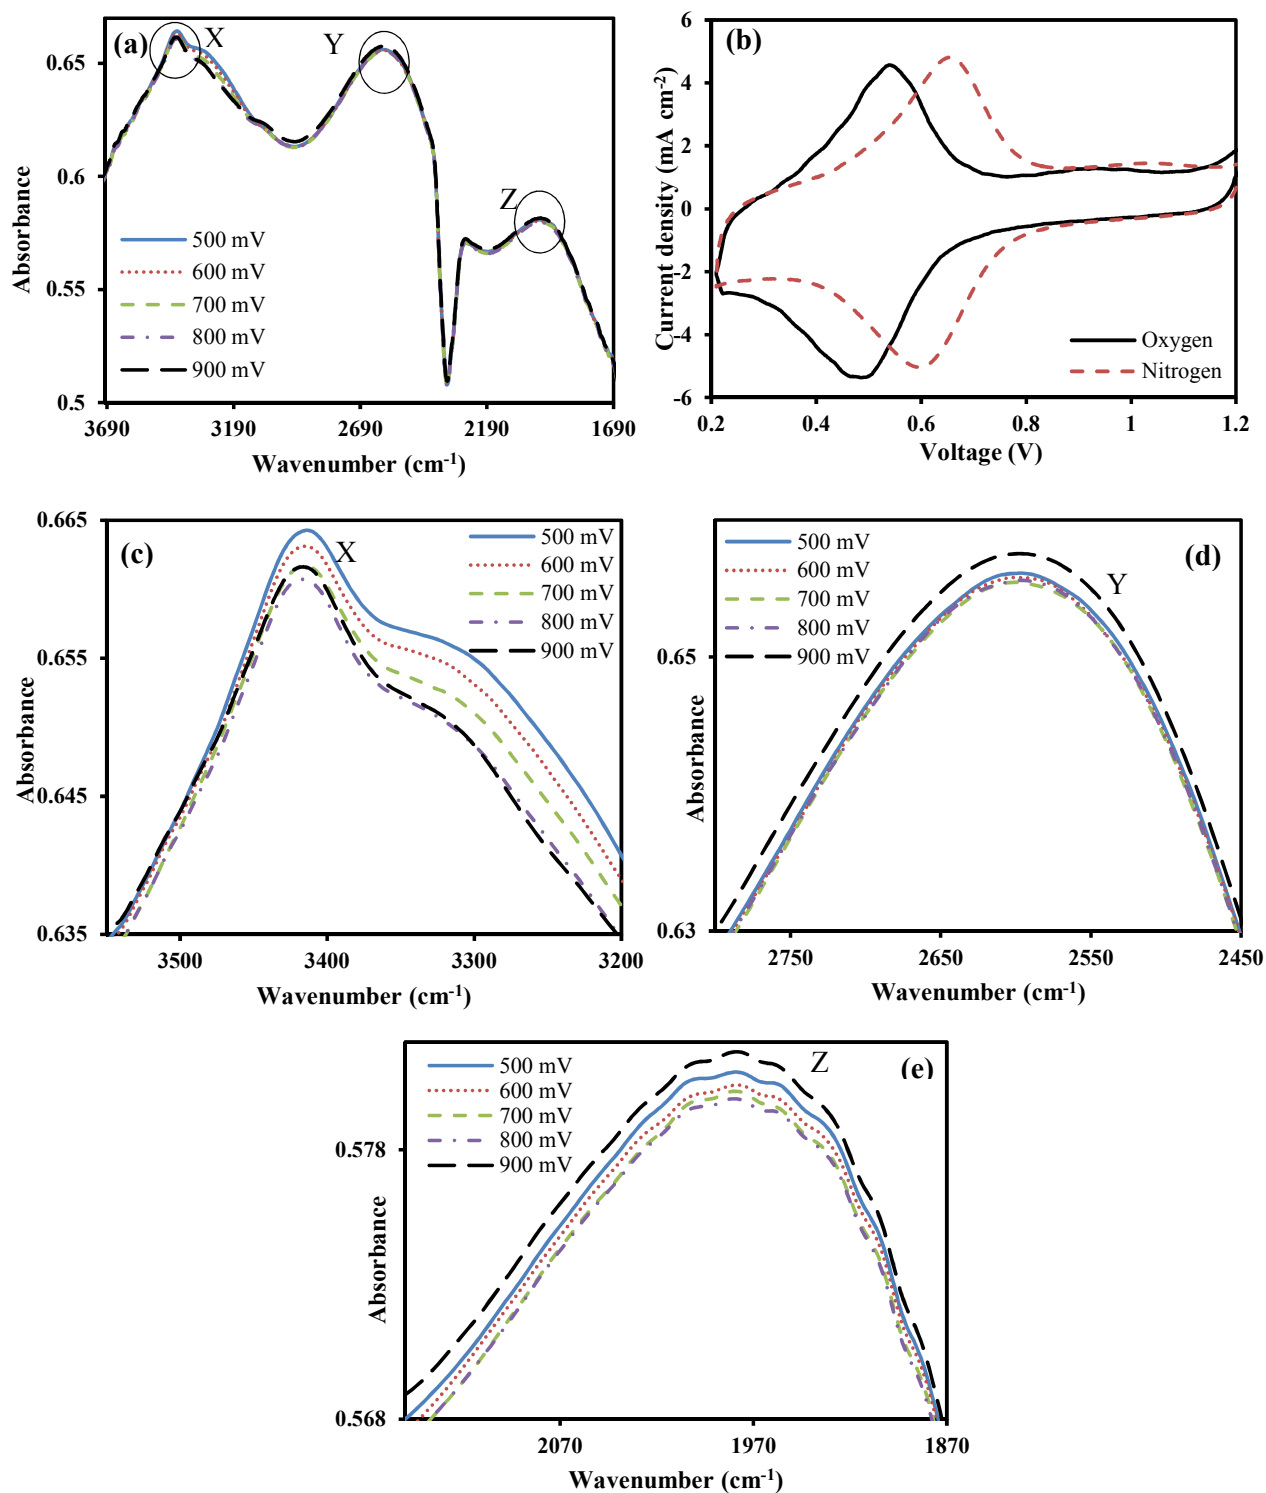 (a)
X
Y
Z
0.65
0.6
0.55
0.5
Absorbance
500 mV
600 mV
700 mV
800 mV
900 mV
3690 3190 2690 2190 1690
Wavenumber (cm-1)
(b)
6
4
2
0
-2
-4
-6
Current density (mA cm-2)
Oxygen
Nitrogen
0.2 0.4 0.6 0.8 1 1.2
Voltage (V)
(c)
X
0.665
0.655
0.645
0.635
Absorbance
500 mV
600 mV
700 mV
800 mV
900 mV
3500 3400 3300 3200
Wavenumber (cm-1)
(d)
Y
0.65
0.63
Absorbance
500 mV
600 mV
700 mV
800 mV
900 mV
2750 2650 2550 2450
Wavenumber (cm-1)
(e)
Z
0.578
0.568
Absorbance
500 mV
600 mV
700 mV
800 mV
900 mV
2070 1970 1870
Wavenumber (cm-1)